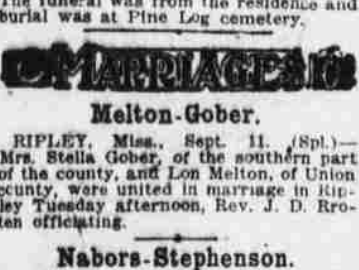 The funeral was from the residence and
burial was at Pine Log cemetery.
MARRIAGES
Melton-Gober.
RIPLEY, Miss., Sept. 11. (Spl.)—
Mrs. Stella Gober, of the southern part
of the county, and Lon Melton, of Union
county, were united in marriage in Rip-
ley Tuesday afternoon, Rev. J. D. Rro-
ten officiating.
Nabors-Stephenson.